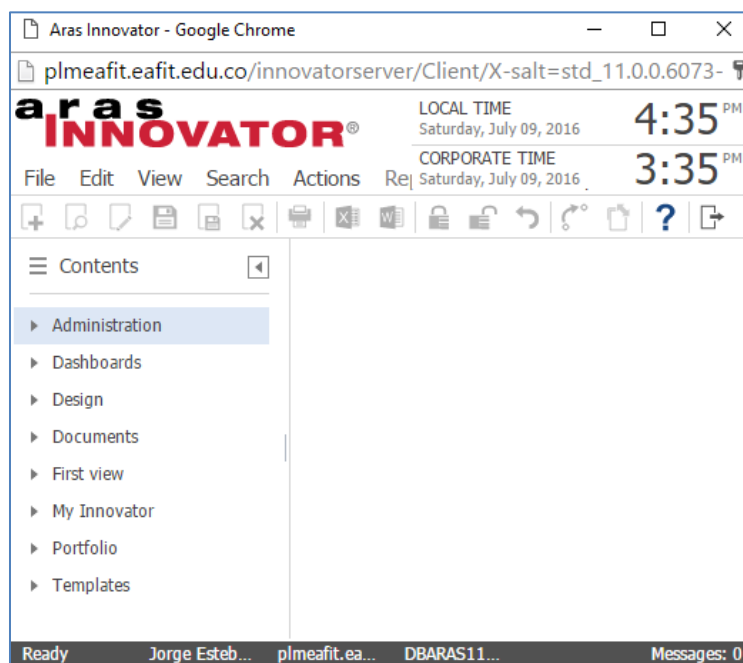 Aras Innovator - Google Chrome
plmeafit.eafit.edu.co/innovatorserver/Client/X-salt=std_11.0.0.6073-
aras INNOVATOR®
LOCAL TIME
Saturday, July 09, 2016
4:35 PM
CORPORATE TIME
Saturday, July 09, 2016
3:35 PM
File Edit View Search Actions Re
Contents
Administration
Dashboards
Design
Documents
First view
My Innovator
Portfolio
Templates
Ready Jorge Esteb... plmeafit.ea... DBARAS11... Messages: 0